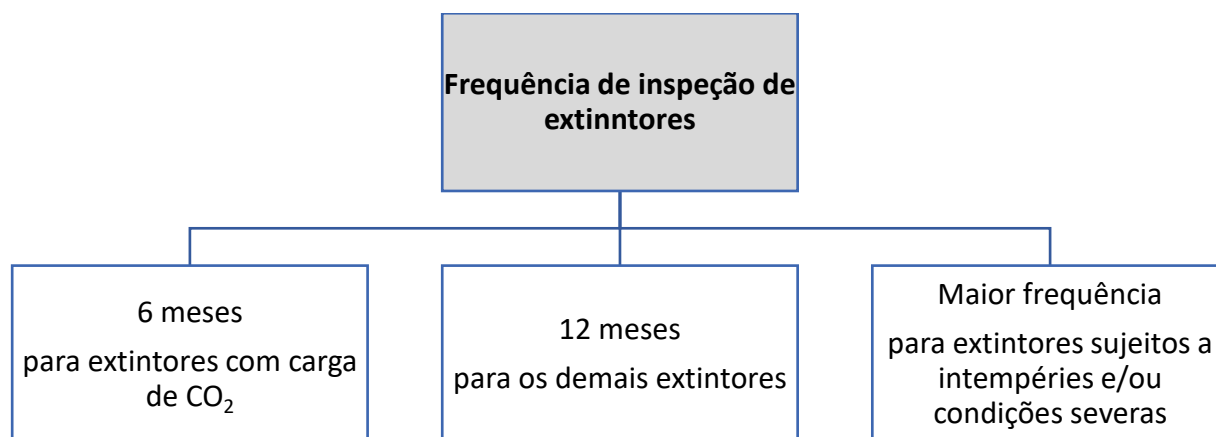 Frequência de inspeção de
extinntores
6 meses
para extintores com carga
de CO₂
12 meses
para os demais extintores
Maior frequência
para extintores sujeitos a
intempéries e/ou
condições severas